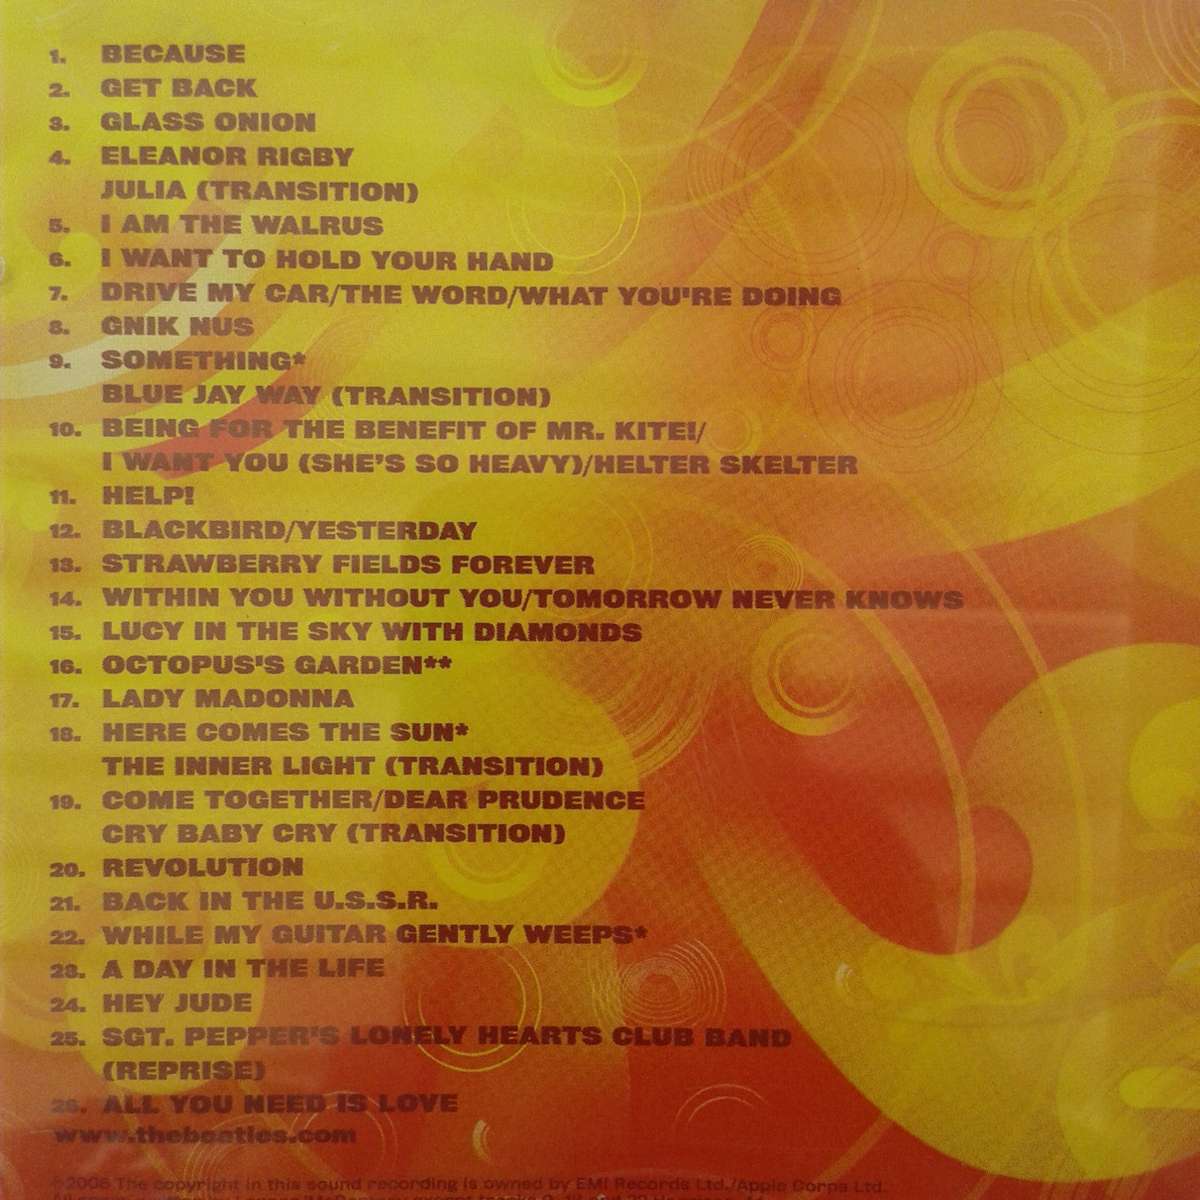 1. BECAUSE
2. GET BACK
3. GLASS ONION
4. ELEANOR RIGBY
JULIA (TRANSITION)
5. I AM THE WALRUS
6. I WANT TO HOLD YOUR HAND
7. DRIVE MY CAR/THE WORD/WHAT YOU'RE DOING
8. GNIK NUS
9. SOMETHING*
BLUE JAY WAY (TRANSITION)
10. BEING FOR THE BENEFIT OF MR. KITE!/
I WANT YOU (SHE'S SO HEAVY)/HELTER SKELTER
11. HELP!
12. BLACKBIRD/YESTERDAY
13. STRAWBERRY FIELDS FOREVER
14. WITHIN YOU WITHOUT YOU/TOMORROW NEVER KNOWS
15. LUCY IN THE SKY WITH DIAMONDS
16. OCTOPUS'S GARDEN**
17. LADY MADONNA
18. HERE COMES THE SUN*
THE INNER LIGHT (TRANSITION)
19. COME TOGETHER/DEAR PRUDENCE
CRY BABY CRY (TRANSITION)
20. REVOLUTION
21. BACK IN THE U.S.S.R.
22. WHILE MY GUITAR GENTLY WEEPS*
23. A DAY IN THE LIFE
24. HEY JUDE
25. SGT. PEPPER'S LONELY HEARTS CLUB BAND
(REPRISE)
26. ALL YOU NEED IS LOVE
www.thebeatles.com
2006 The copyright in this sound recording is owned by EMI Records Ltd./Apple Corps Ltd.